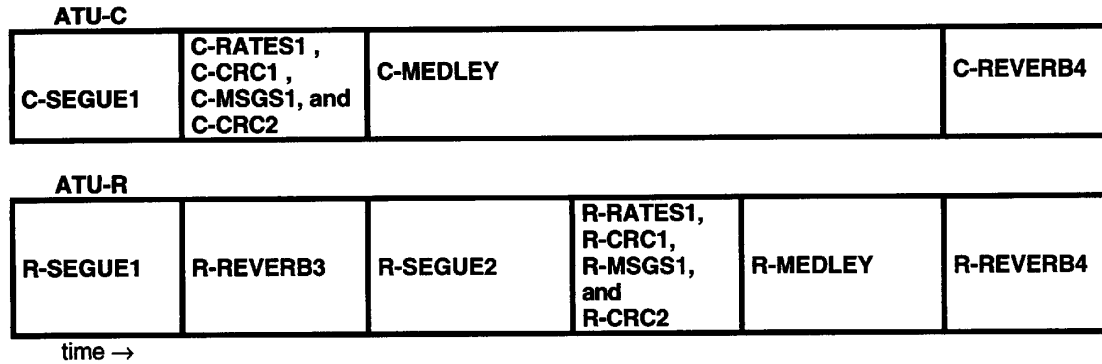 ATU-C
C-SEGUE1
C-RATES1 ,
C-CRC1 ,
C-MSGS1, and
C-CRC2
C-MEDLEY
C-REVERB4
ATU-R
R-SEGUE1
R-REVERB3
R-SEGUE2
R-RATES1,
R-CRC1,
R-MSGS1,
and
R-CRC2
R-MEDLEY
R-REVERB4
time →